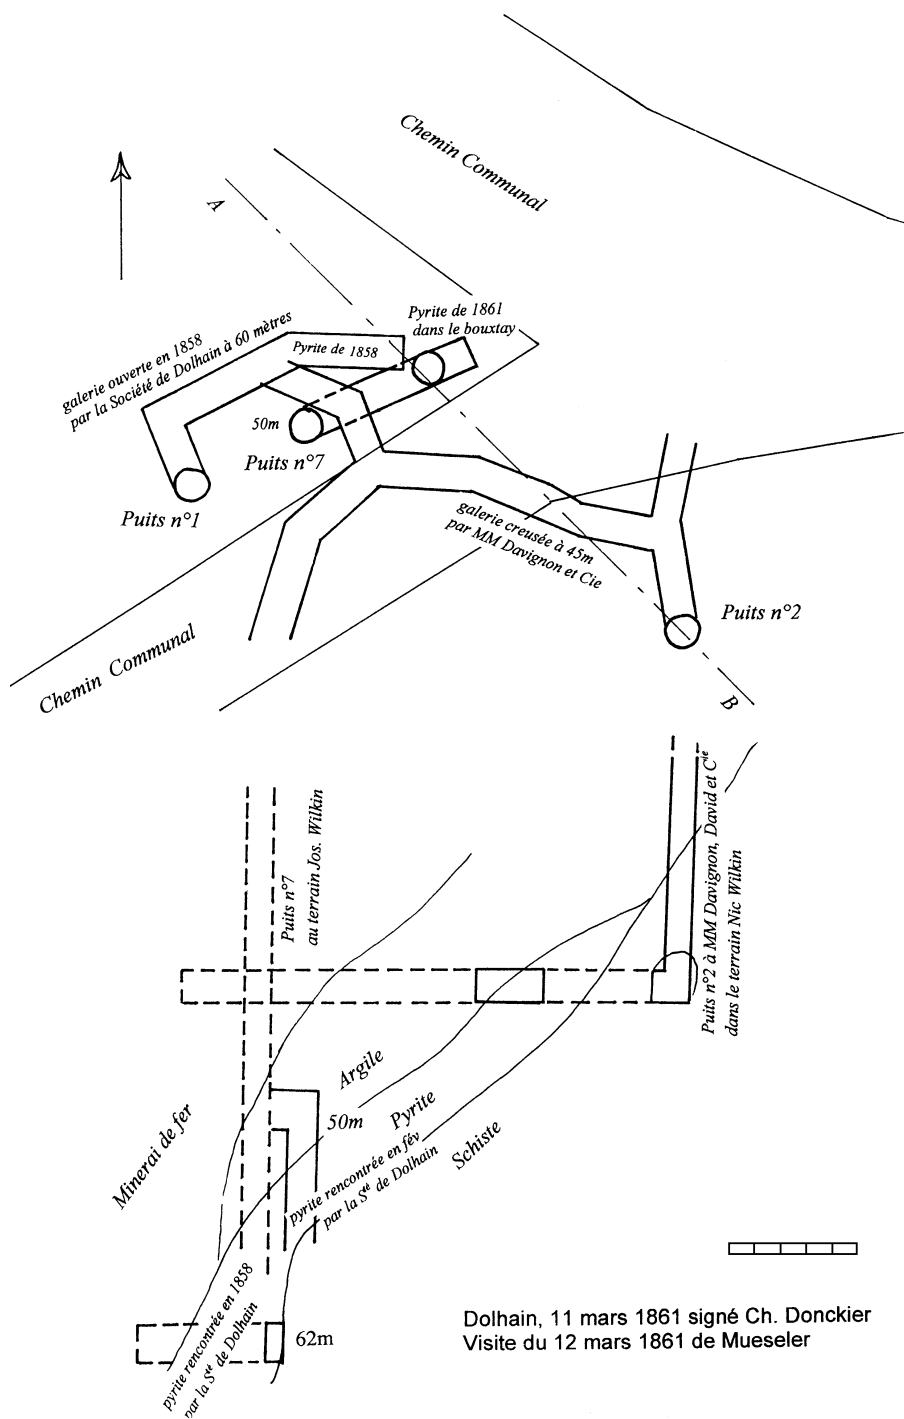 Chemin Communal
A
Pyrite de 1861
dans le bouxtay
galerie ouverte en 1858
par la Société de Dolhain à 60 mètres
Pyrite de 1858
50m
Puits n°7
Puits n°1
galerie creusée à 45m
par MM Davignon et Cie
Puits n°2
Chemin Communal
B
Puits n°7
au terrain Jos. Wilkin
Puits n°2 à MM Davignon, David et Cie
dans le terrain Nic Wilkin
Argile
Minerai de fer
50m
Pyrite
Schiste
pyrite rencontrée en fév
par la Sté de Dolhain
pyrite rencontrée en 1858
par la Sté de Dolhain
62m
Dolhain, 11 mars 1861 signé Ch. Donckier
Visite du 12 mars 1861 de Mueseler